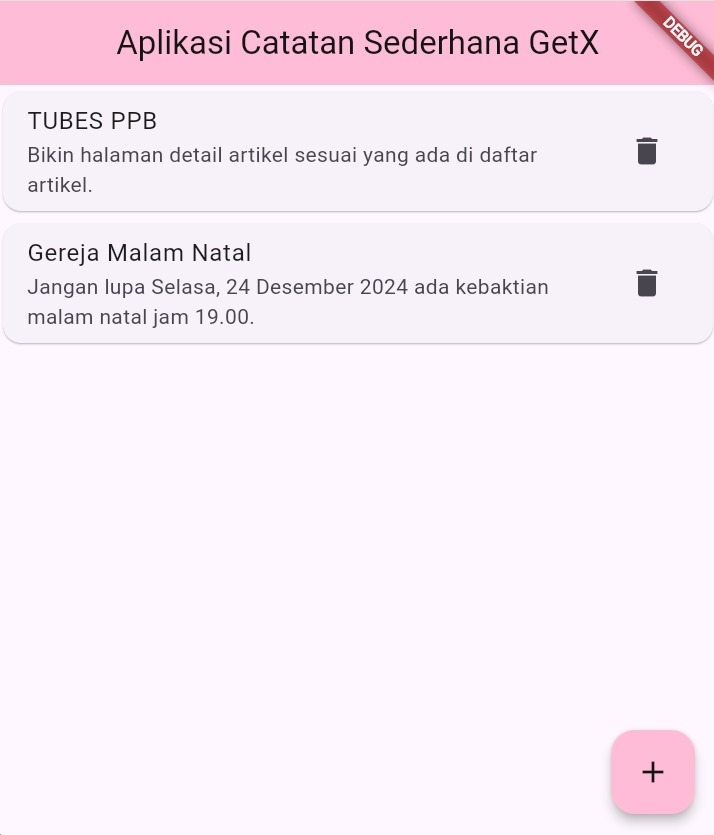 Aplikasi Catatan Sederhana GetX
DEBUG
TUBES PPB
Bikin halaman detail artikel sesuai yang ada di daftar
artikel.
Gereja Malam Natal
Jangan lupa Selasa, 24 Desember 2024 ada kebaktian
malam natal jam 19.00.
+